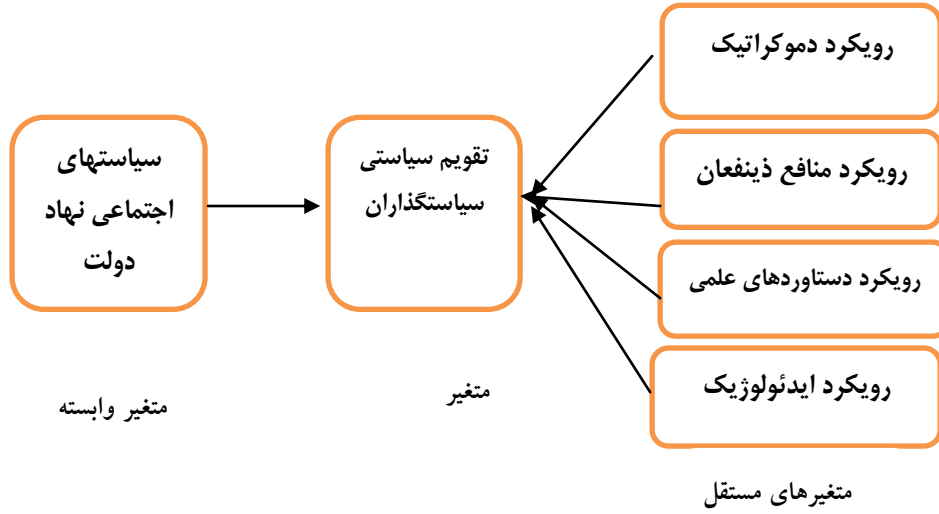 رویکرد دموکراتیک
رویکرد منافع ذینفعان
رویکرد دستاوردهای علمی
رویکرد ایدئولوژیک
متغیرهای مستقل
تقویم سیاستی
سیاستگذاران
متغیر
سیاستهای
اجتماعی نهاد
دولت
متغیر وابسته